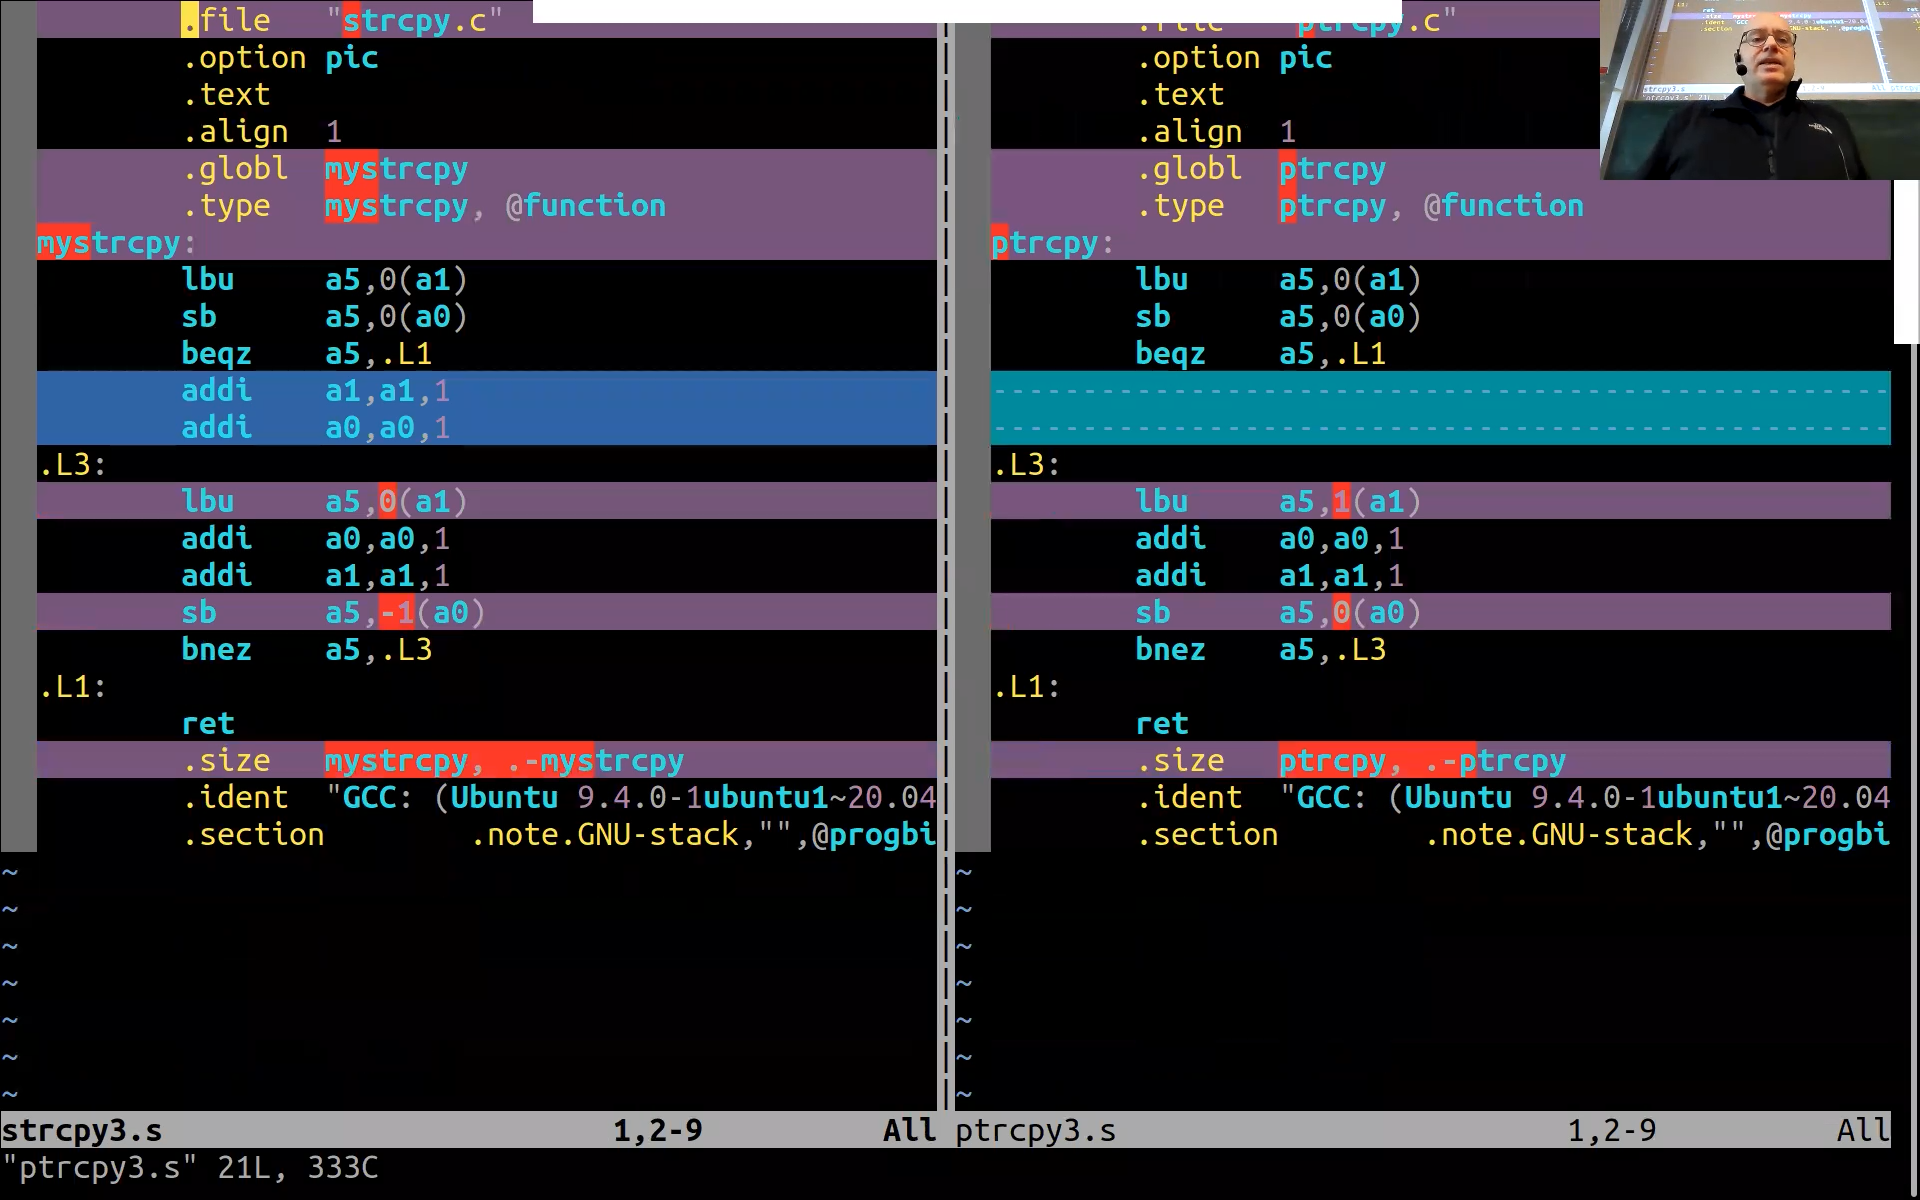 .file "strcpy.c"
.option pic
.text
.align 1
.globl mystrcpy
.type mystrcpy, @function
mystrcpy:
lbu a5,0(a1)
sb a5,0(a0)
beqz a5,.L1
addi a1,a1,1
addi a0,a0,1
.L3:
lbu a5,0(a1)
addi a0,a0,1
addi a1,a1,1
sb a5,-1(a0)
bnez a5,.L3
.L1:
ret
.size mystrcpy, .-mystrcpy
.ident "GCC: (Ubuntu 9.4.0-1ubuntu1~20.04
.section .note.GNU-stack,"",@progbi
~
~
~
~
~
~
~
strcpy3.s 1,2-9 All
.file "ptrcpy.c"
.option pic
.text
.align 1
.globl ptrcpy
.type ptrcpy, @function
ptrcpy:
lbu a5,0(a1)
sb a5,0(a0)
beqz a5,.L1
---------------------------------------------------
---------------------------------------------------
.L3:
lbu a5,1(a1)
addi a0,a0,1
addi a1,a1,1
sb a5,0(a0)
bnez a5,.L3
.L1:
ret
.size ptrcpy, .-ptrcpy
.ident "GCC: (Ubuntu 9.4.0-1ubuntu1~20.04
.section .note.GNU-stack,"",@progbi
~
~
~
~
~
~
~
ptrcpy3.s 1,2-9 All
"ptrcpy3.s" 21L, 333C